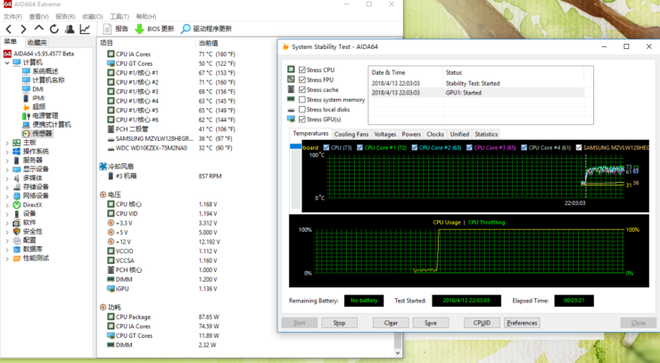 AIDA64 Extreme
文件(F) 查看(V) 报告(R) 收藏(O) 工具(T) 帮助(H)
报告 BIOS 更新 驱动程序更新
菜单 收藏夹
AIDA64 v5.95.4577 Beta
计算机
系统概述
计算机名称
DMI
IPMI
超频
电源管理
便携式计算机
传感器
主板
操作系统
服务器
显示设备
多媒体
存储设备
网络设备
DirectX
设备
软件
安全性
配置
数据库
性能测试
项目 当前值
CPU IA Cores 71 °C (160 °F)
CPU GT Cores 50 °C (122 °F)
CPU #1/核心 #1 67 °C (153 °F)
CPU #1/核心 #2 71 °C (160 °F)
CPU #1/核心 #3 69 °C (156 °F)
CPU #1/核心 #4 63 °C (145 °F)
CPU #1/核心 #5 65 °C (149 °F)
CPU #1/核心 #6 62 °C (144 °F)
PCH 二极管 41 °C (106 °F)
SAMSUNG MZVLW128HEGR... 36 °C (97 °F)
WDC WD10EZEX-75M2NA0 32 °C (90 °F)
冷却风扇
#3 机箱 857 RPM
电压
CPU 核心 1.168 V
CPU VID 1.194 V
+3.3 V 3.312 V
+5 V 5.000 V
+12 V 12.192 V
VCCIO 1.112 V
VCCSA 1.160 V
PCH 核心 1.000 V
DIMM 1.200 V
iGPU 1.136 V
功耗
CPU Package 87.65 W
CPU IA Cores 74.59 W
CPU GT Cores 11.89 W
DIMM 2.32 W
System Stability Test - AIDA64
Stress CPU
Stress FPU
Stress cache
Stress system memory
Stress local disks
Stress GPU(s)
Date & Time Status
2018/4/13 22:03:03 Stability Test: Started
2018/4/13 22:03:03 GPU1: Started
Temperatures Cooling Fans Voltages Powers Clocks Unified Statistics
board CPU (73) CPU Core #1 (72) CPU Core #2 (63) CPU Core #3 (65) CPU Core #4 (61) SAMSUNG MZVLW128HEG
100°C
0°C
22:03:03
CPU Usage | CPU Throttling
100% 100%
0% 0%
Remaining Battery: No battery Test Started: 2018/4/13 22:03:03 Elapsed Time: 00:03:21
Start Stop Clear Save CPUID Preferences Close